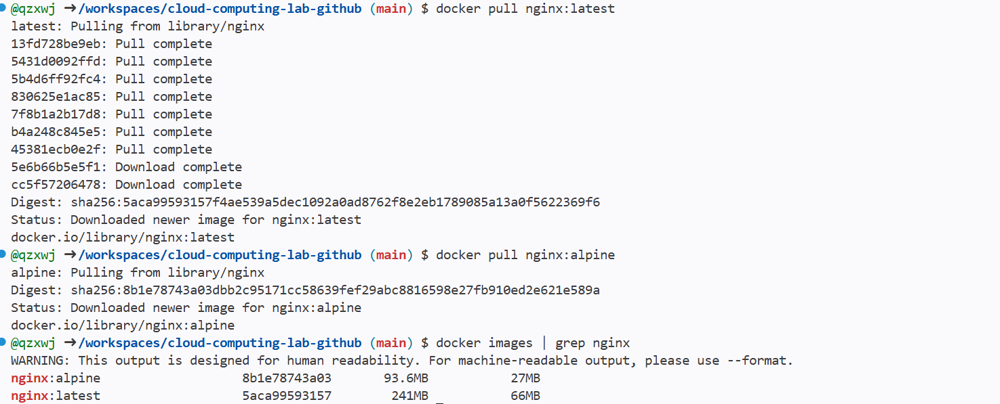 @qzxwj ➜/workspaces/cloud-computing-lab-github (main) $ docker pull nginx:latest
latest: Pulling from library/nginx
13fd728be9eb: Pull complete
5431d0092ffd: Pull complete
5b4d6ff92fc4: Pull complete
830625e1ac85: Pull complete
7f8b1a2b17d8: Pull complete
b4a248c845e5: Pull complete
45381ecb0e2f: Pull complete
5e6b66b5e5f1: Download complete
cc5f57206478: Download complete
Digest: sha256:5aca99593157f4ae539a5dec1092a0ad8762f8e2eb1789085a13a0f5622369f6
Status: Downloaded newer image for nginx:latest
docker.io/library/nginx:latest
@qzxwj ➜/workspaces/cloud-computing-lab-github (main) $ docker pull nginx:alpine
alpine: Pulling from library/nginx
Digest: sha256:8b1e78743a03dbb2c95171cc58639fef29abc8816598e27fb910ed2e621e589a
Status: Downloaded newer image for nginx:alpine
docker.io/library/nginx:alpine
@qzxwj ➜/workspaces/cloud-computing-lab-github (main) $ docker images | grep nginx
WARNING: This output is designed for human readability. For machine-readable output, please use --format.
nginx:alpine 8b1e78743a03 93.6MB 27MB
nginx:latest 5aca99593157 241MB 66MB